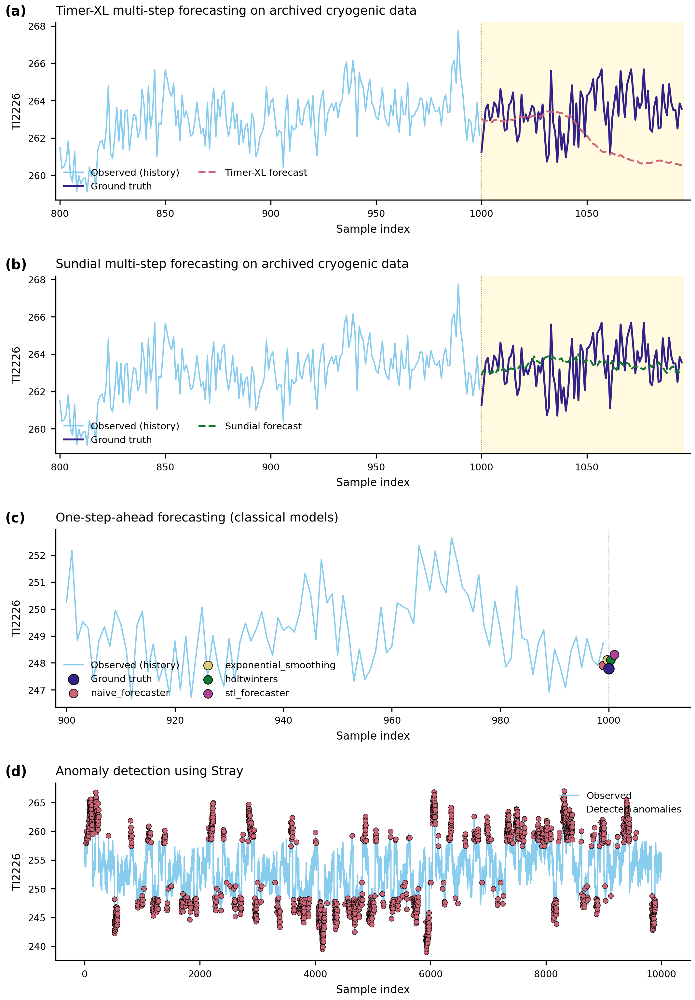 (a) Timer-XL multi-step forecasting on archived cryogenic data
268
266
264
262
260
TI2226
Observed (history)
Ground truth
Timer-XL forecast
800 850 900 950 1000 1050
Sample index
(b) Sundial multi-step forecasting on archived cryogenic data
268
266
264
262
260
TI2226
Observed (history)
Ground truth
Sundial forecast
800 850 900 950 1000 1050
Sample index
(c) One-step-ahead forecasting (classical models)
252
251
250
249
248
247
TI2226
Observed (history)
Ground truth
naive_forecaster
exponential_smoothing
holtwinters
stl_forecaster
900 920 940 960 980 1000
Sample index
(d) Anomaly detection using Stray
265
260
255
250
245
240
TI2226
Observed
Detected anomalies
0 2000 4000 6000 8000 10000
Sample index